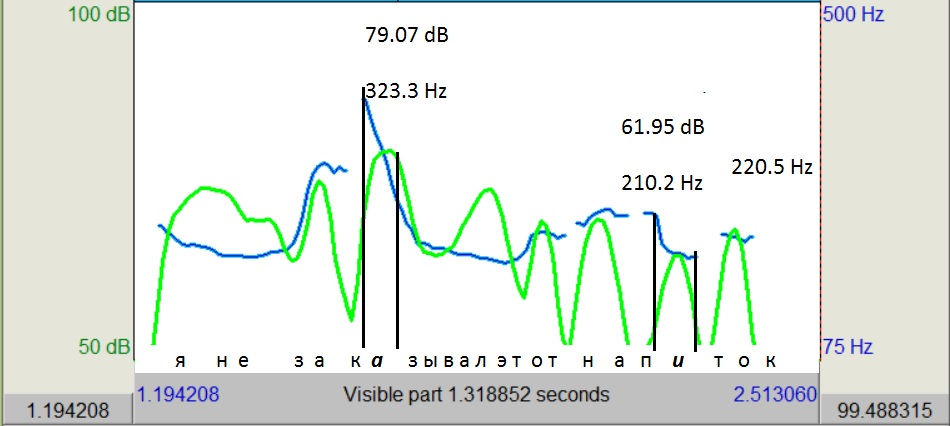 100 dB 500 Hz
79.07 dB
323.3 Hz
61.95 dB
220.5 Hz
210.2 Hz
50 dB 75 Hz
я не зак а зывал этот нап и ток
1.194208 Visible part 1.318852 seconds 2.513060
1.194208 99.488315